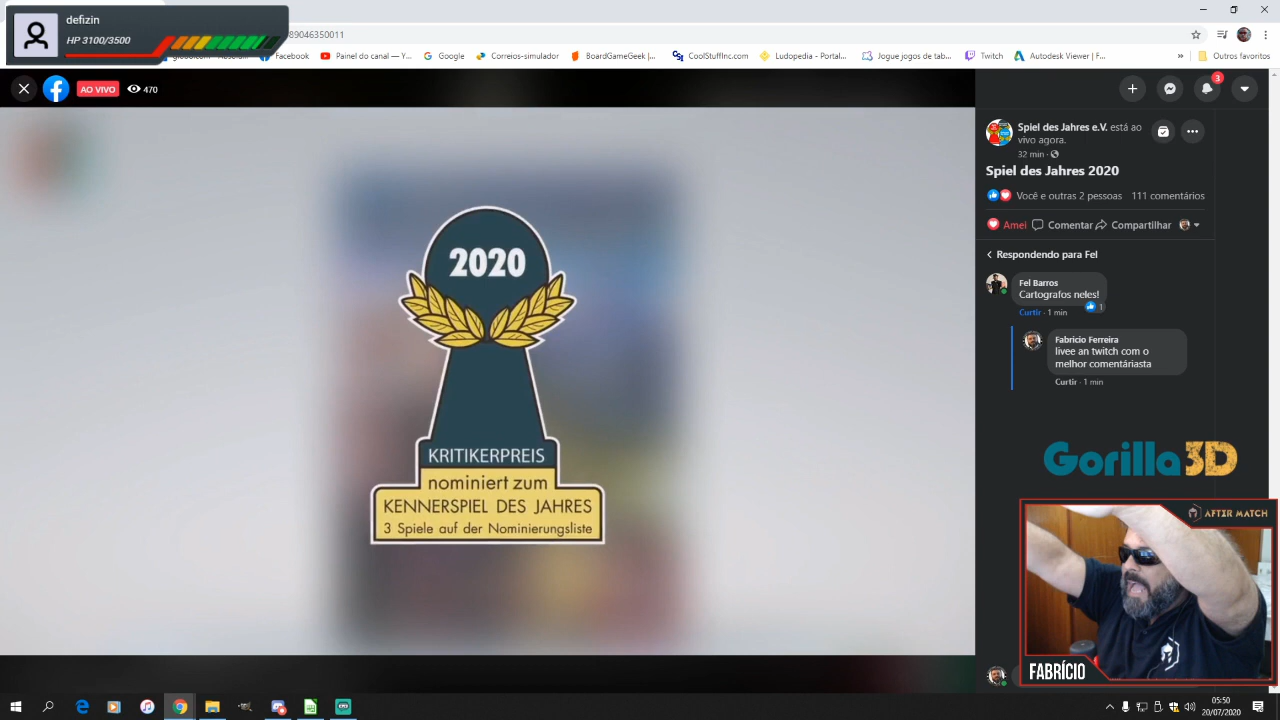 defizin
HP 3100/3500
89046350011
Facebook
Painel do canal — Y...
Google
Correios-simulador
BoardGameGeek |...
CoolStuffInc.com
Ludopedia - Portal...
Jogue jogos de tab...
Twitch
Autodesk Viewer | F...
»
Outros favoritos
AO VIVO
470
3
Spiel des Jahres e.V. está ao
vivo agora.
32 min ·
Spiel des Jahres 2020
Você e outras 2 pessoas
111 comentários
Amei
Comentar
Compartilhar
Respondendo para Fel
Fel Barros
Cartografos neles!
1
Curtir · 1 min
Fabricio Ferreira
livee an twitch com o
melhor comentáriasta
Curtir · 1 min
2020
KRITIKERPREIS
nominiert zum
KENNERSPIEL DES JAHRES
3 Spiele auf der Nominierungsliste
Gorilla3D
AFTER MATCH
FABRÍCIO
05:50
20/07/2020